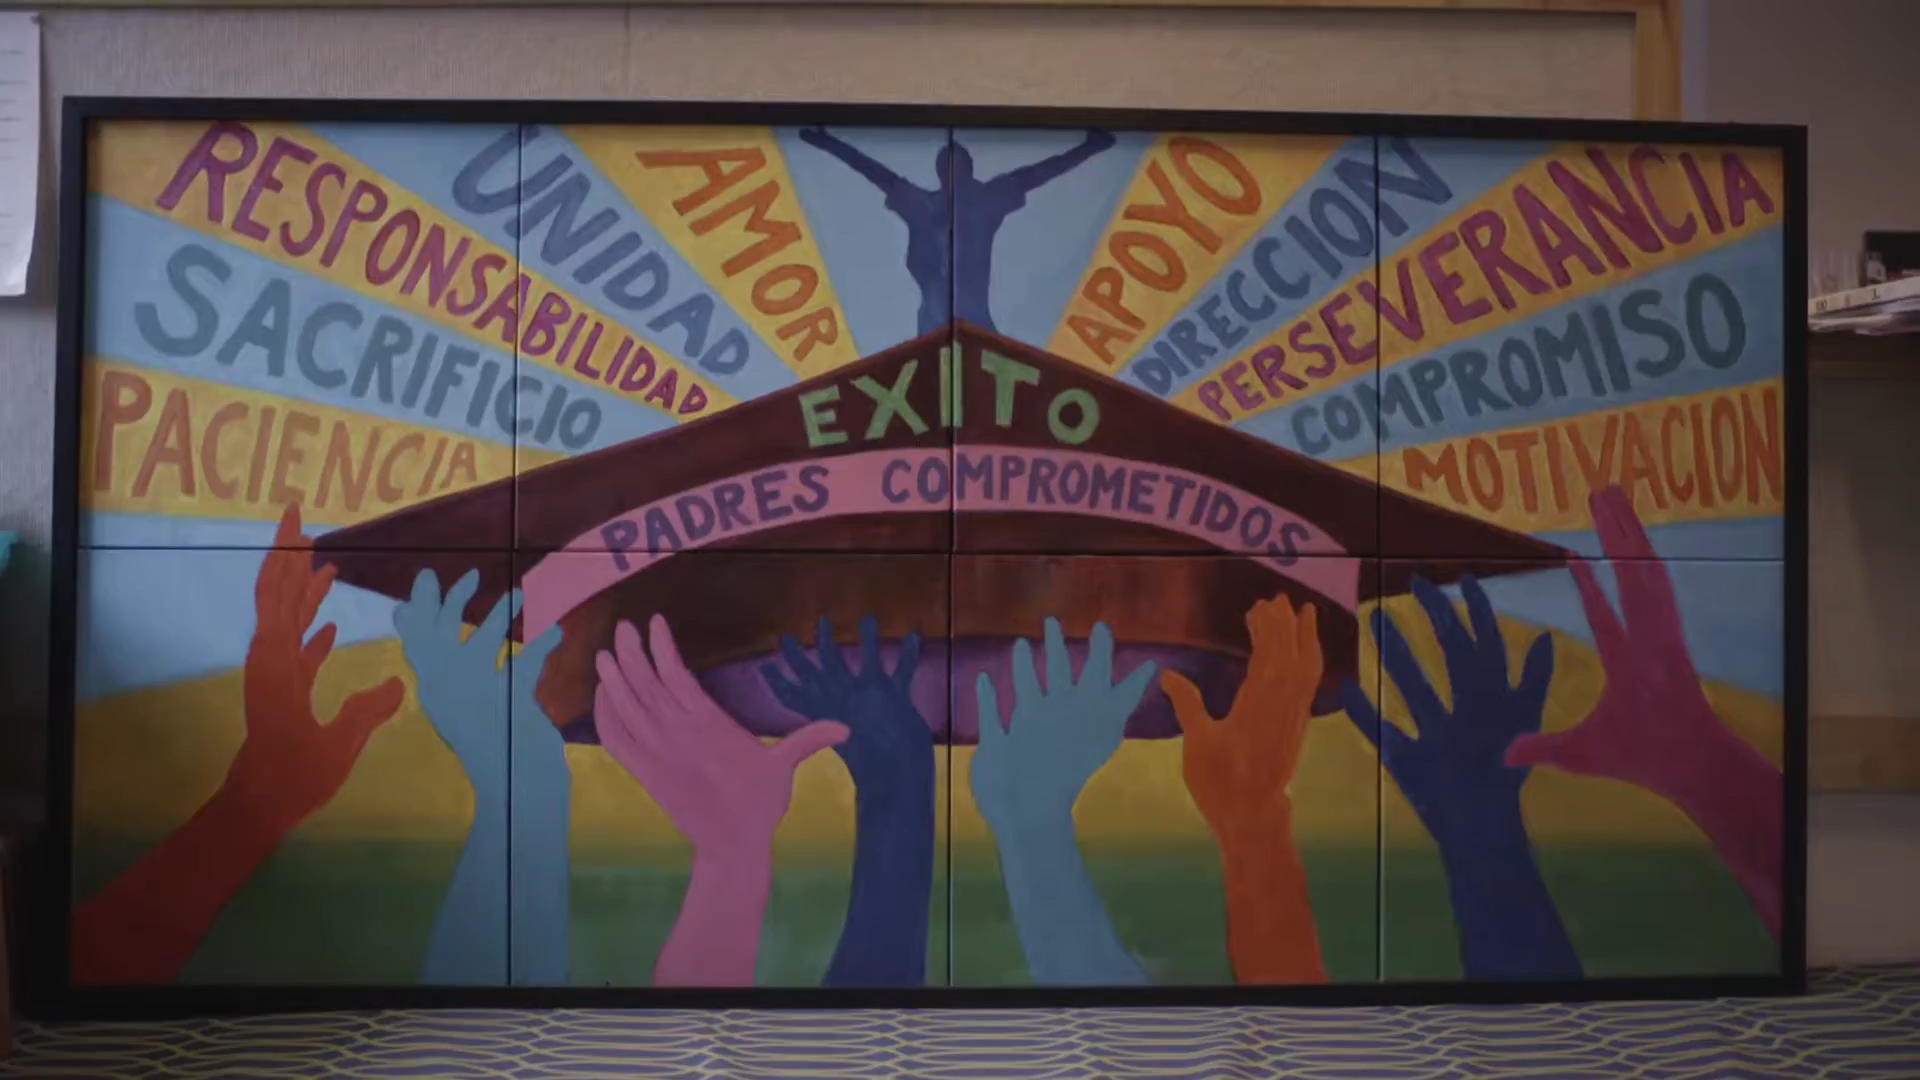 RESPONSABILIDAD
UNIDAD
AMOR
APOYO
DIRECCION
PERSEVERANCIA
SACRIFICIO
COMPROMISO
PACIENCIA
MOTIVACION
EXITO
PADRES COMPROMETIDOS